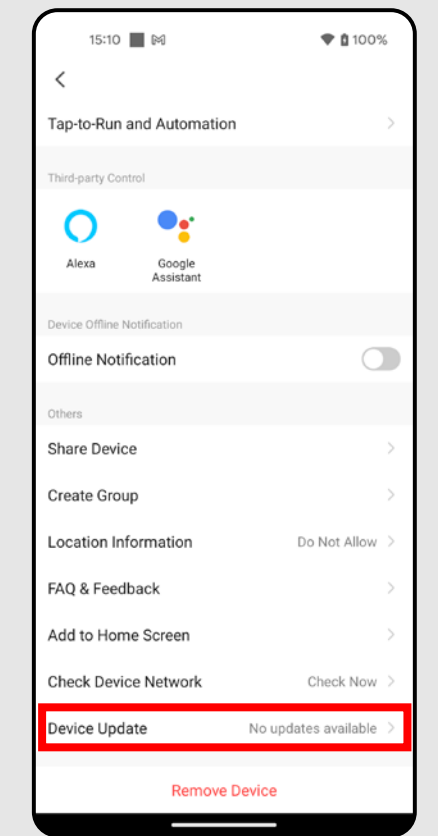 15:10 100%
Tap-to-Run and Automation
Third-party Control
Alexa Google
Assistant
Device Offline Notification
Offline Notification
Others
Share Device
Create Group
Location Information Do Not Allow
FAQ & Feedback
Add to Home Screen
Check Device Network Check Now
Device Update No updates available
Remove Device